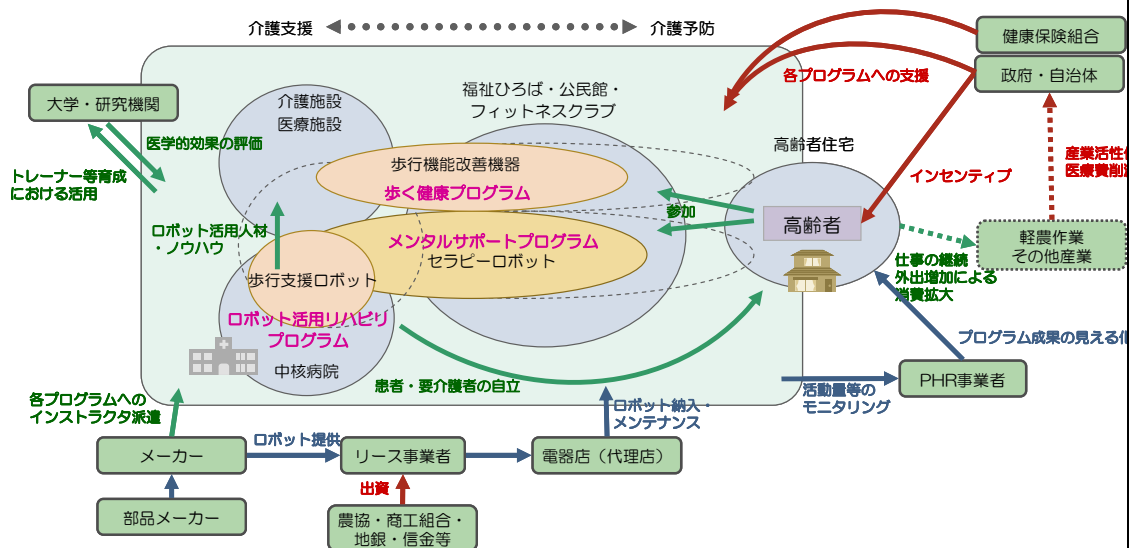 介護支援
介護予防
健康保険組合
政府・自治体
各プログラムへの支援
大学・研究機関
介護施設
医療施設
福祉ひろば・公民館・
フィットネスクラブ
高齢者住宅
医学的効果の評価
トレーナー等育成
における活用
歩行機能改善機器
歩く健康プログラム
参加
インセンティブ
産業活性
医療費削
高齢者
ロボット活用人材
・ノウハウ
メンタルサポートプログラム
セラピーロボット
軽農作業
その他産業
仕事の継続
外出増加による
消費拡大
歩行支援ロボット
ロボット活用リハビリ
プログラム
中核病院
患者・要介護者の自立
プログラム成果の見える
PHR事業者
活動量等の
モニタリング
各プログラムへの
インストラクタ派遣
ロボット納入・
メンテナンス
メーカー
ロボット提供
リース事業者
電器店（代理店）
出資
部品メーカー
農協・商工組合・
地銀・信金等